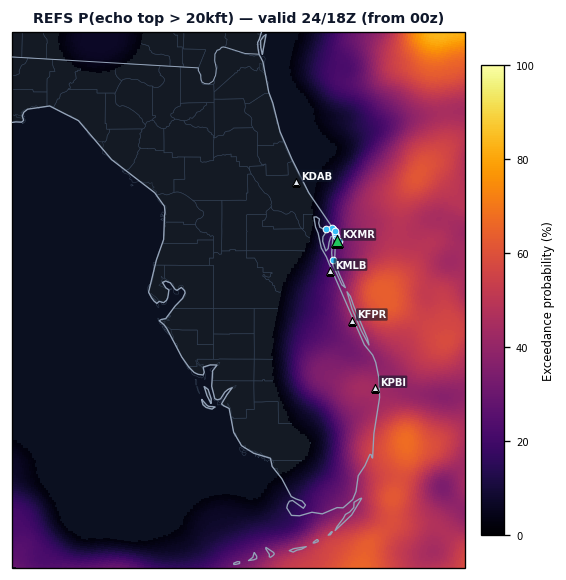 REFS P(echo top > 20kft) — valid 24/18Z (from 00z)
KDAB
KXMR
KMLB
KFPR
KPBI
100
80
60
40
20
0
Exceedance probability (%)